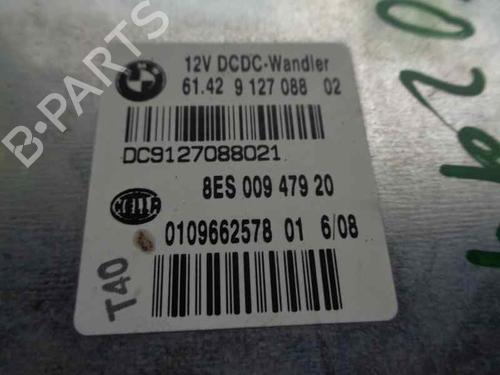 12V DCDC-Wandler
61.42 9 127 088 02
DC9127088021
8ES 009 479 20
HELLA
0109662578 01 6/08
T40
B-PARTS